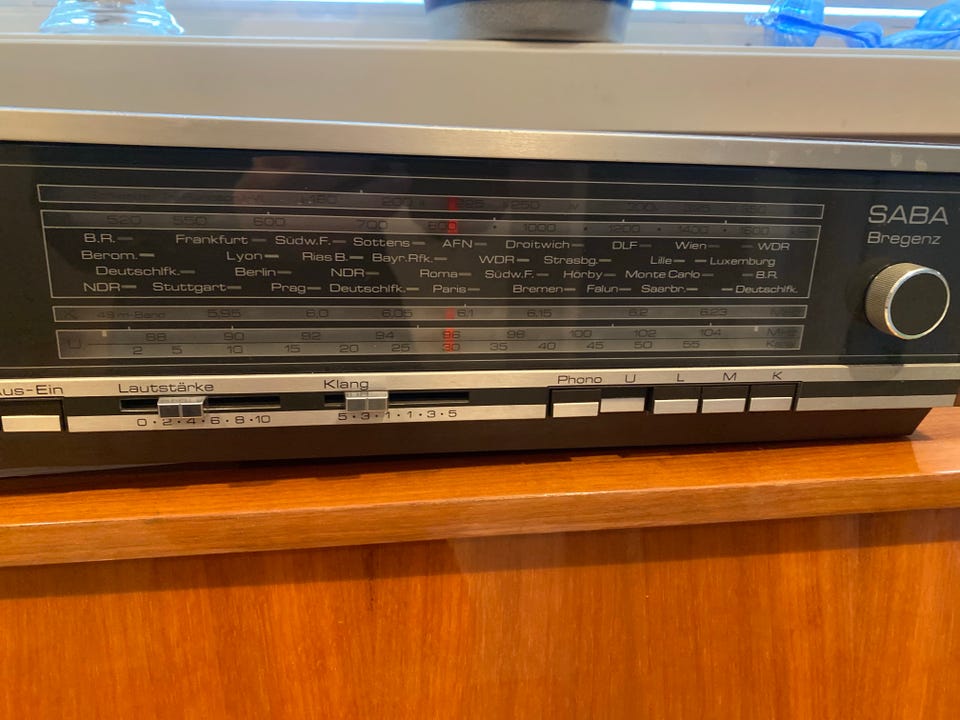 200 250
520 550 600 700 800 1000 1200 1400 1600
SABA
Bregenz
B.R. Frankfurt Südw.F. Sottens AFN Droitwich DLF Wien WDR
Berom. Lyon Rias B. Bayr.Rfk. WDR Strasbg. Lille Luxemburg
Deutschlfk. Berlin NDR Roma Südw.F. Hörby Monte Carlo B.R.
NDR Stuttgart Prag Deutschlfk. Paris Bremen Falun Saarbr. Deutschlfk.
K 49 m-Band 5,95 6,0 6,05 6,1 6,15 6,2 6,23 MHz
U 88 90 92 94 96 98 100 102 104 MHz
2 5 10 15 20 25 30 35 40 45 50 55 Kanal
Aus-Ein Lautstärke Klang Phono U L M K
0·2·4·6·8·10 5·3·1·1·3·5